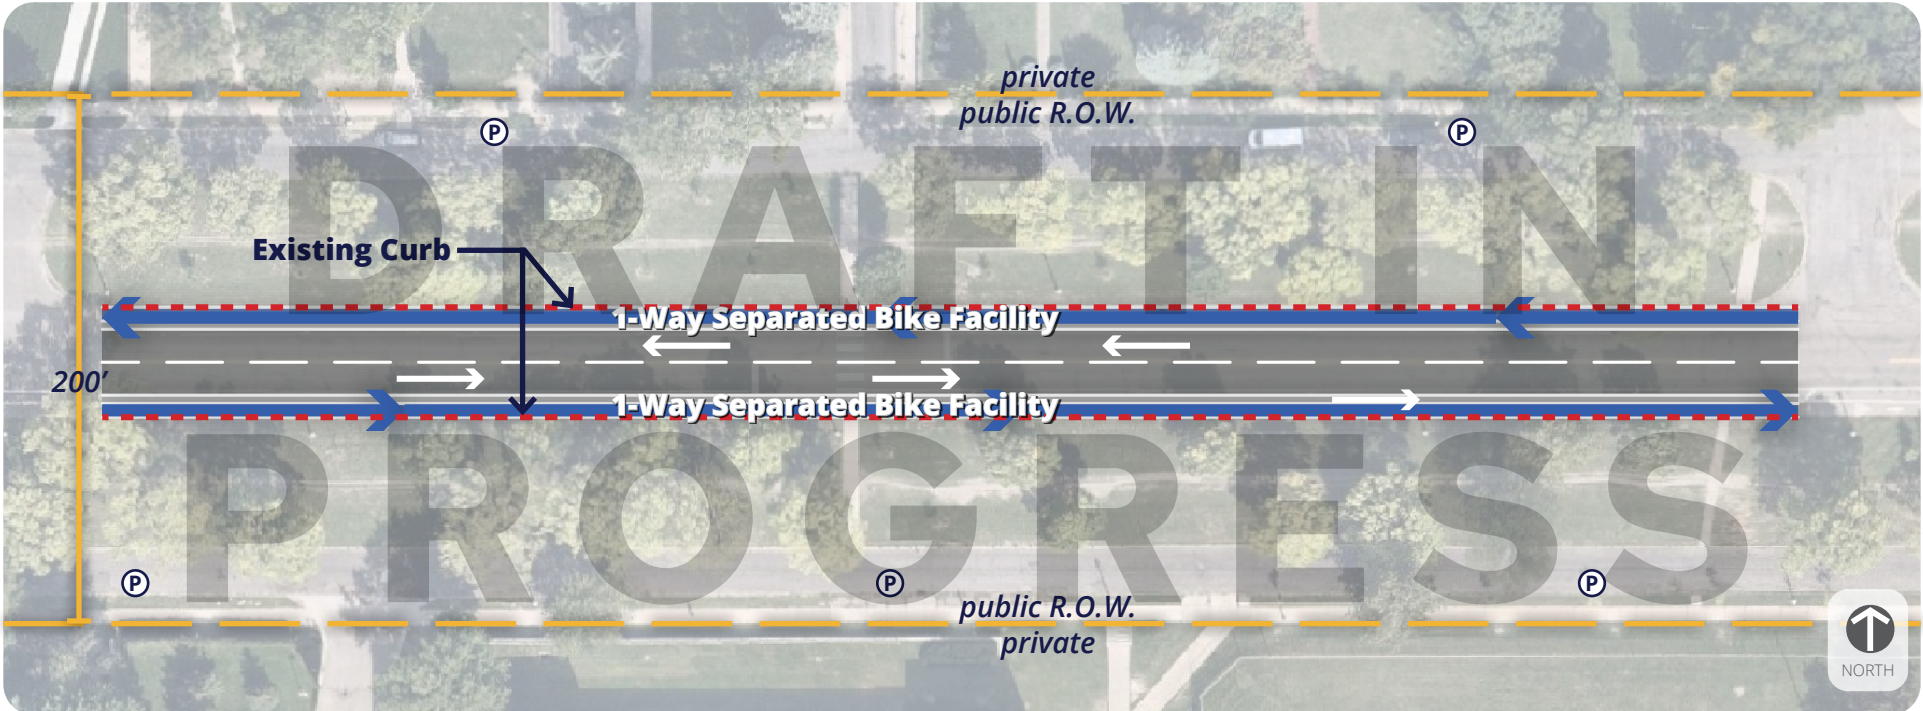 private
public R.O.W.
P
P
DRAFT IN
Existing Curb
1-Way Separated Bike Facility
200’
1-Way Separated Bike Facility
PROGRESS
P
P
P
public R.O.W.
private
NORTH